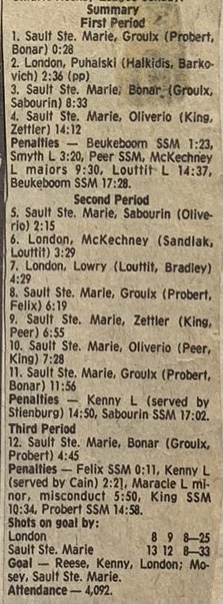 Summary
First Period
1. Sault Ste. Marie, Groulx (Probert,
Bonar) 0:28
2. London, Puhalski (Halkidis, Barko-
vich) 2:36 (pp)
3. Sault Ste. Marie, Bonar (Groulx,
Sabourin) 8:33
4. Sault Ste. Marie, Oliverio (King,
Zettler) 14:12
Penalties — Beukeboom SSM 1:23,
Smyth L 3:20, Peer SSM, McKechney
L majors 9:30, Louttit L 14:37,
Beukeboom SSM 17:28.
Second Period
5. Sault Ste. Marie, Sabourin (Olive-
rio) 2:15
6. London, McKechney (Sandlak,
Louttit) 3:29
7. London, Lowry (Louttit, Bradley)
4:29
8. Sault Ste. Marie, Groulx (Probert,
Felix) 6:19
9. Sault Ste. Marie, Zettler (King,
Peer) 6:55
10. Sault Ste. Marie, Oliverio (Peer,
King) 7:28
11. Sault Ste. Marie, Groulx (Probert,
Bonar) 11:56
Penalties — Kenny L (served by
Stienburg) 14:50, Sabourin SSM 17:02.
Third Period
12. Sault Ste. Marie, Bonar (Groulx,
Probert) 4:45
Penalties — Felix SSM 0:11, Kenny L
(served by Cain) 2:21, Maracle L mi-
nor, misconduct 5:50, King SSM
10:34, Probert SSM 14:58.
Shots on goal by:
London 8 9 8—25
Sault Ste. Marie 13 12 8—33
Goal — Reese, Kenny, London; Mo-
sey, Sault Ste. Marie.
Attendance — 4,092.